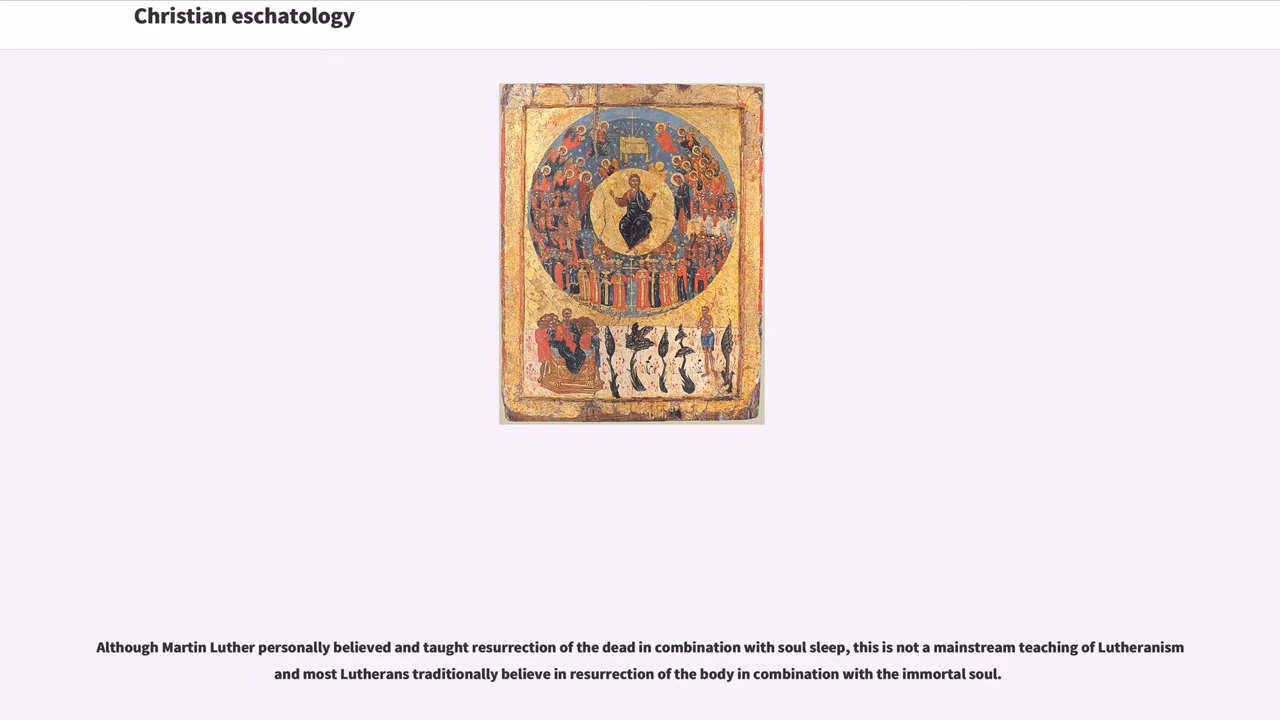 Christian eschatology
Although Martin Luther personally believed and taught resurrection of the dead in combination with soul sleep, this is not a mainstream teaching of Lutheranism
and most Lutherans traditionally believe in resurrection of the body in combination with the immortal soul.